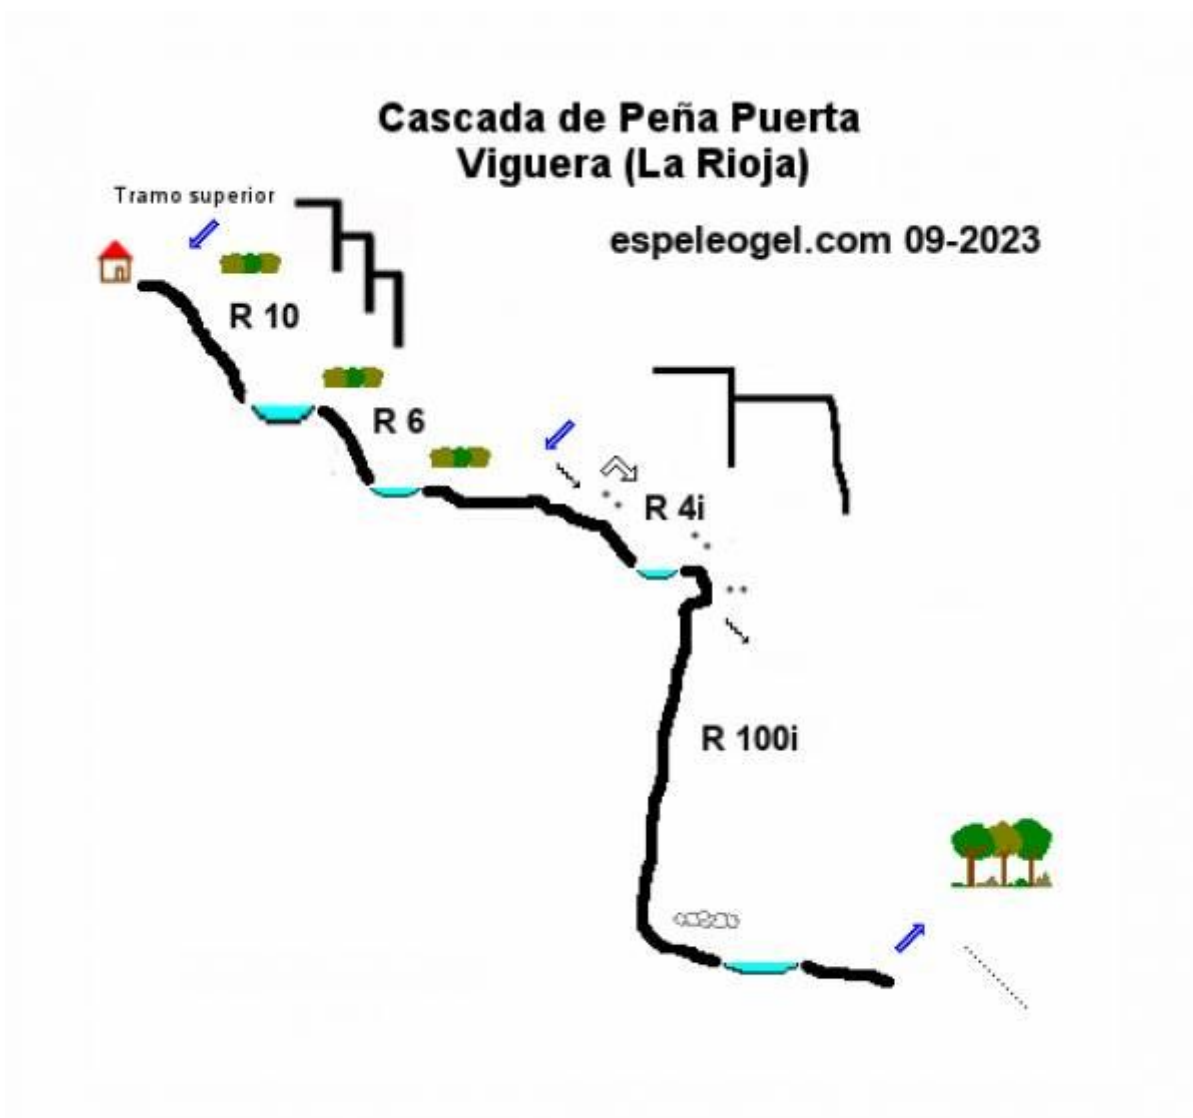 Cascada de Peña Puerta
Viguera (La Rioja)
Tramo superior
espeleogel.com 09-2023
R 10
R 6
R 4i
R 100i